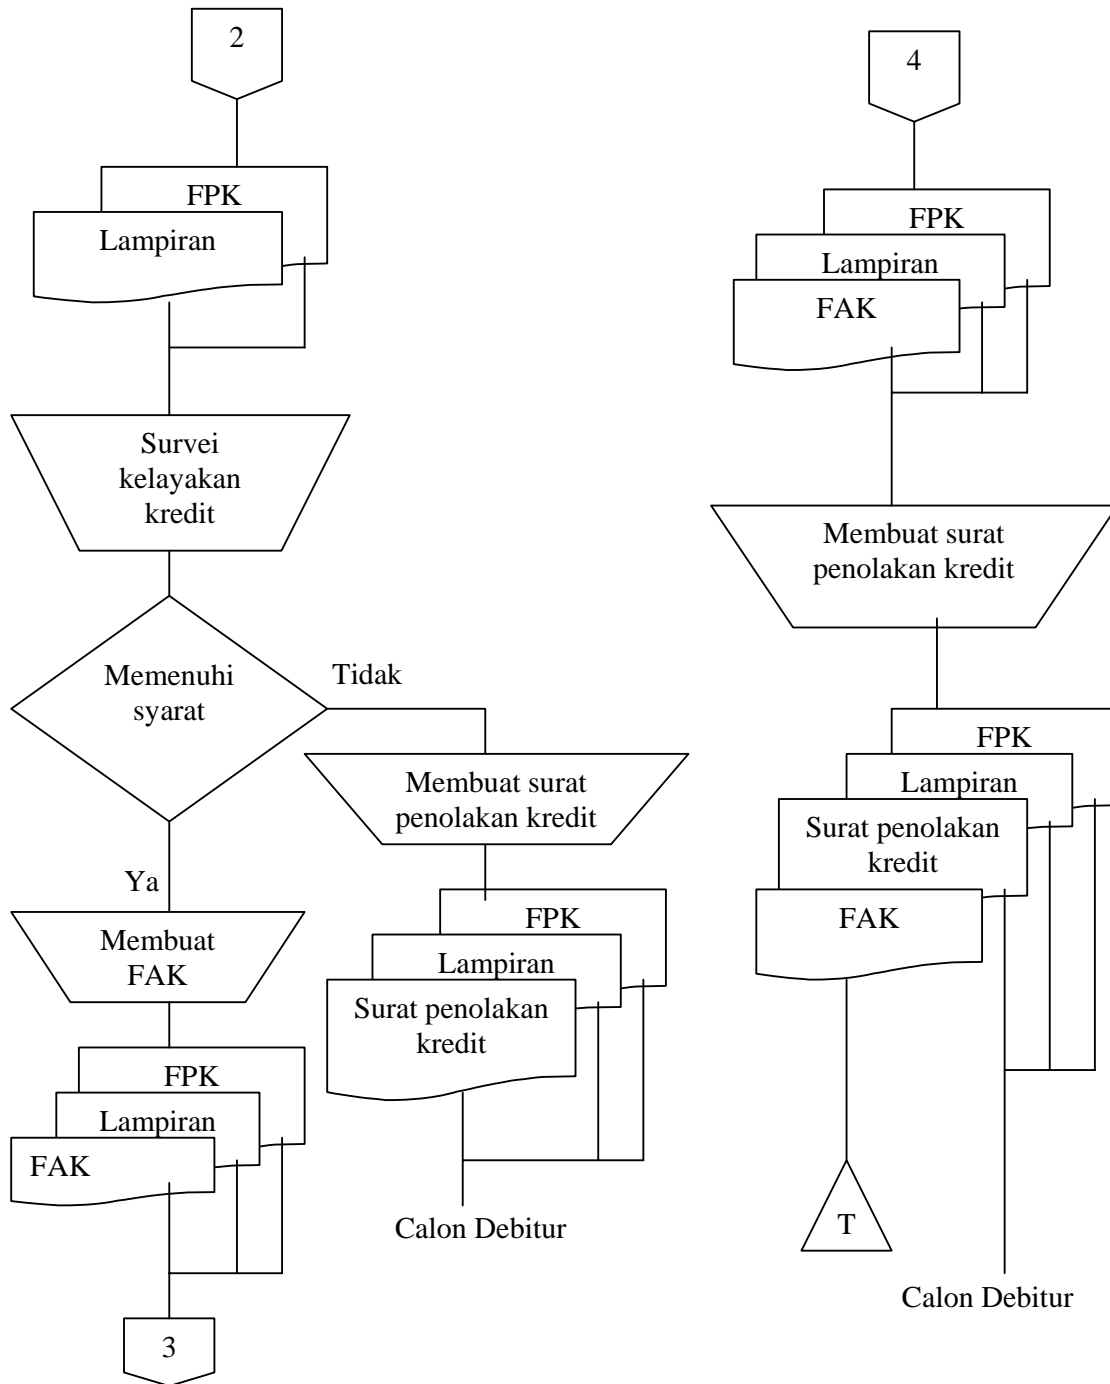 2
FPK
Lampiran
Survei
kelayakan
kredit
Memenuhi
syarat
Tidak
Membuat surat
penolakan kredit
FPK
Lampiran
Surat penolakan
kredit
Calon Debitur
Ya
Membuat
FAK
FPK
Lampiran
FAK
3
4
FPK
Lampiran
FAK
Membuat surat
penolakan kredit
FPK
Lampiran
Surat penolakan
kredit
FAK
T
Calon Debitur